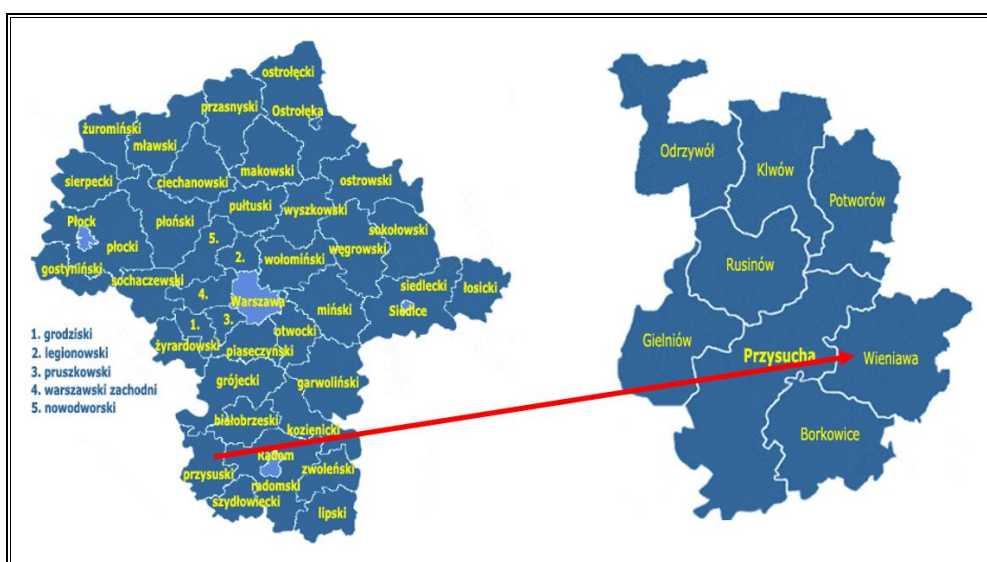 ostrołęcki
przasnyski
Ostrołęka
żuromiński
mławski
makowski
sierpecki
ciechanowski
ostrowski
pułtuski
wyszkowski
Płock
płoński
sokołowski
5.
węgrowski
płocki
2.
wołomiński
gostyniński
sochaczewski
siedlecki
łosicki
4.
Warszawa
Siedlce
miński
1.
3.
otwocki
żyrardowski
piaseczyński
1. grodziski
2. legionowski
3. pruszkowski
4. warszawski zachodni
5. nowodworski
grójecki
garwoliński
białobrzeski
kozienicki
Radom
przysuski
zwoleński
radomski
szydłowiecki
lipski
Odrzywół
Klwów
Potworów
Rusinów
Gielniów
Przysucha
Wieniawa
Borkowice